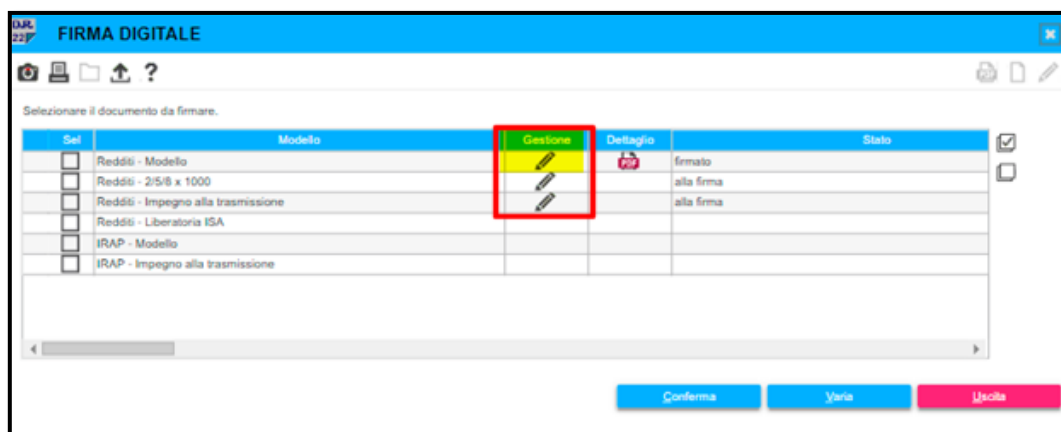 D.R.
22P
FIRMA DIGITALE
?
Selezionare il documento da firmare.
Sel Modello Gestione Dettaglio Stato
Redditi - Modello PDF firmato
Redditi - 2/5/8 x 1000 alla firma
Redditi - Impegno alla trasmissione alla firma
Redditi - Liberatoria ISA
IRAP - Modello
IRAP - Impegno alla trasmissione
Conferma Varia Uscita